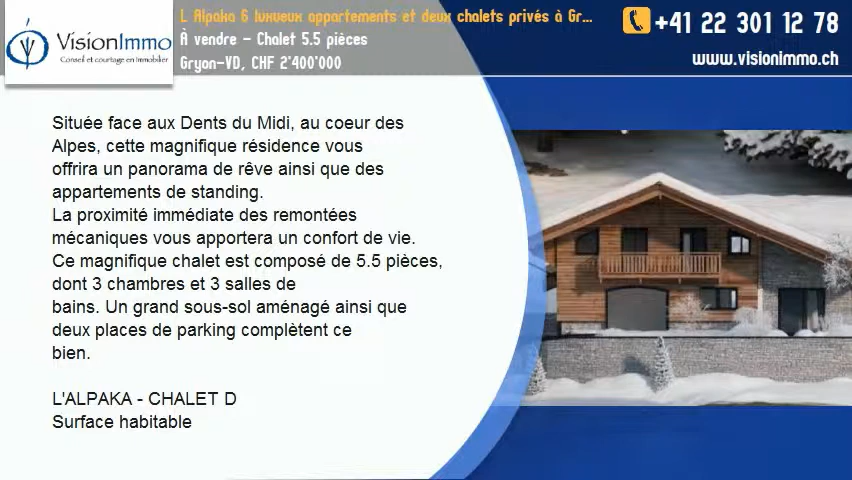 VisionImmo
Conseil et courtage en Immobilier
L Alpaka 6 luxueux appartements et deux chalets privés à Gr...
À vendre - Chalet 5.5 pièces
Gryon-VD, CHF 2'400'000
+41 22 301 12 78
www.visionimmo.ch
Située face aux Dents du Midi, au coeur des
Alpes, cette magnifique résidence vous
offrira un panorama de rêve ainsi que des
appartements de standing.
La proximité immédiate des remontées
mécaniques vous apportera un confort de vie.
Ce magnifique chalet est composé de 5.5 pièces,
dont 3 chambres et 3 salles de
bains. Un grand sous-sol aménagé ainsi que
deux places de parking complètent ce
bien.
L'ALPAKA - CHALET D
Surface habitable